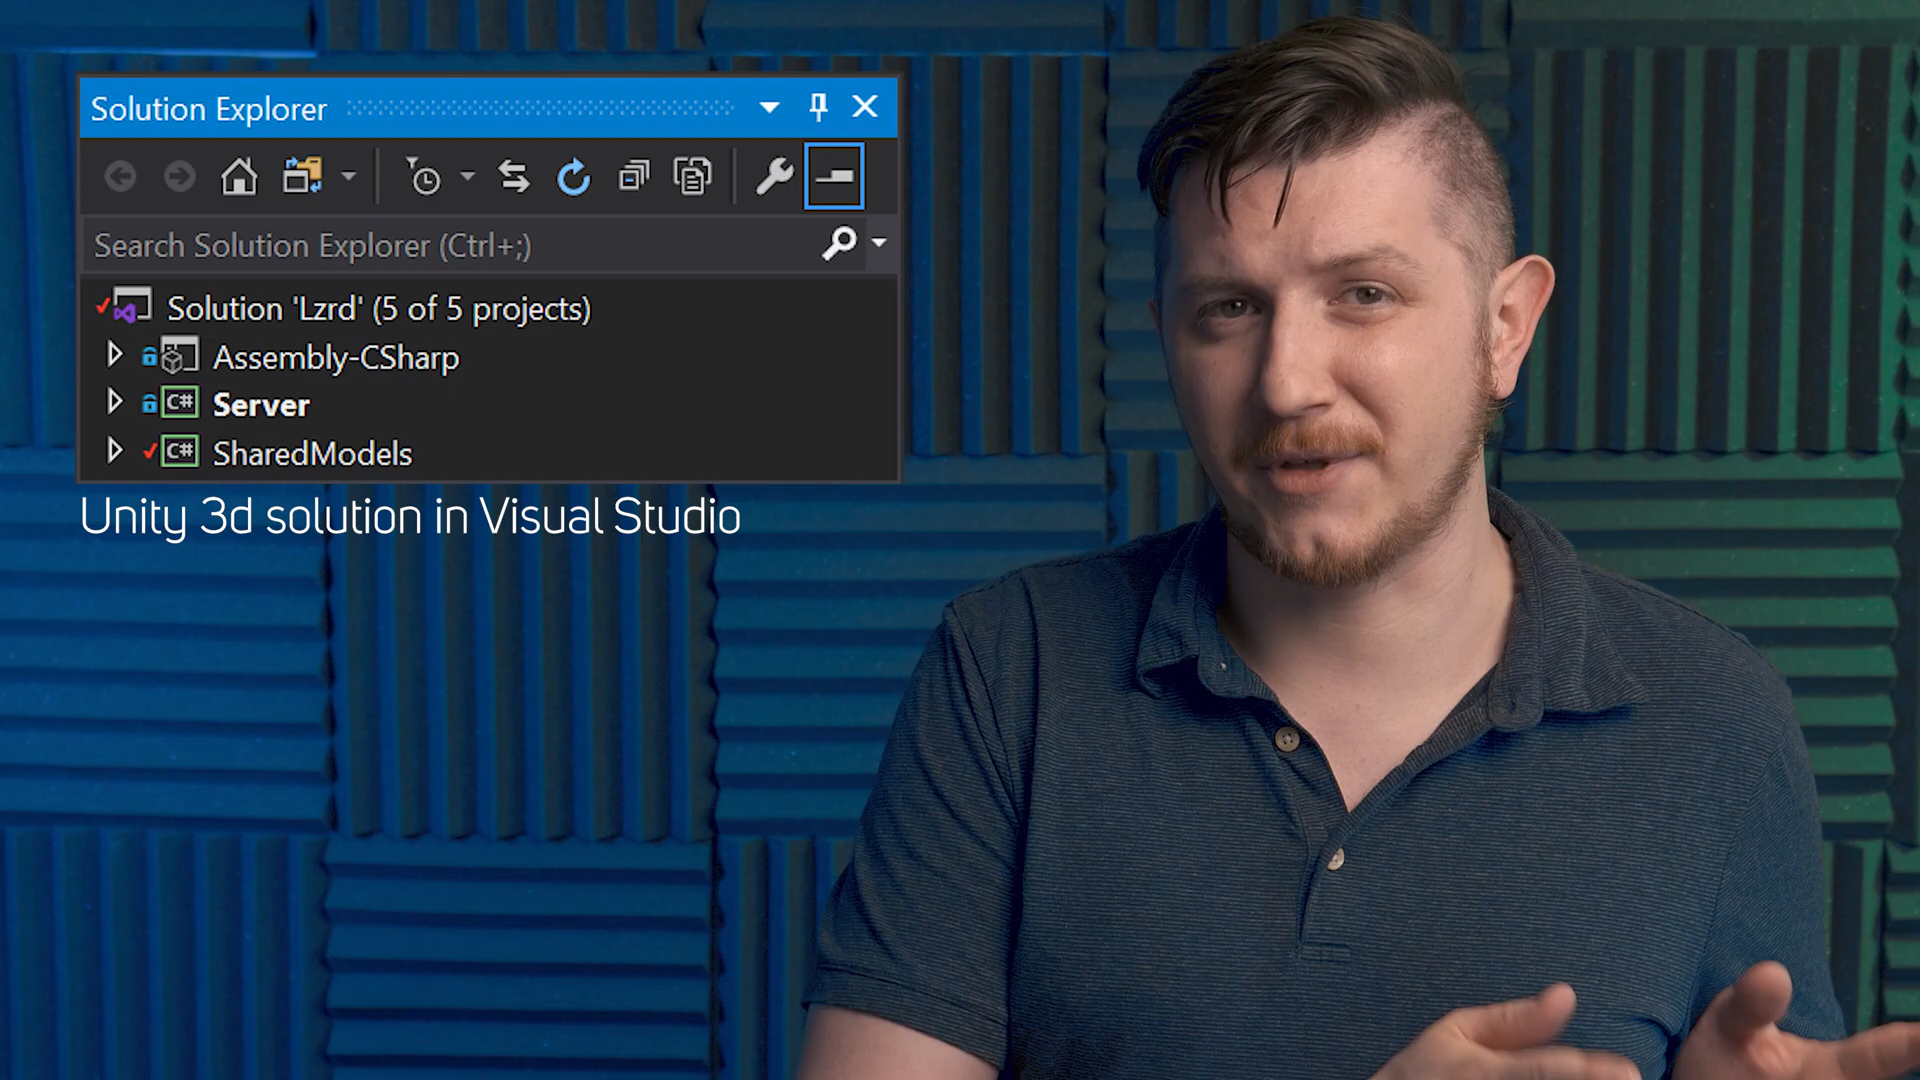 Solution Explorer
Search Solution Explorer (Ctrl+;)
Solution 'Lzrd' (5 of 5 projects)
Assembly-CSharp
C# Server
C# SharedModels
Unity 3d solution in Visual Studio